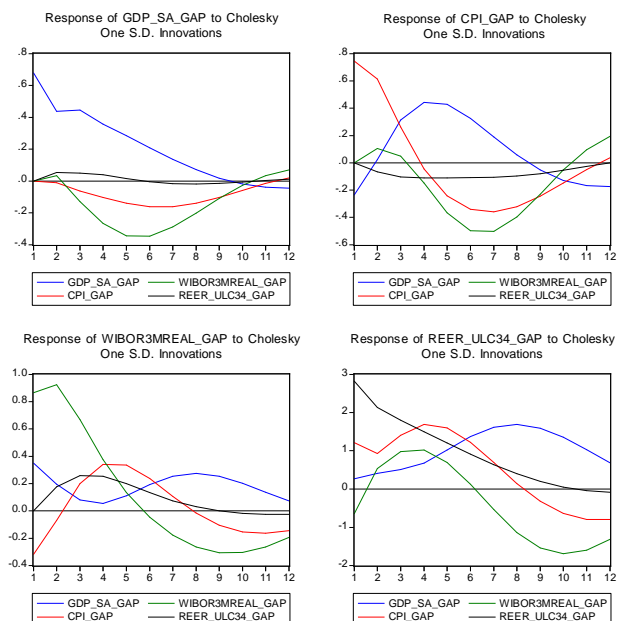 Response of GDP_SA_GAP to Cholesky
One S.D. Innovations
.8
.6
.4
.2
.0
-.2
-.4
1 2 3 4 5 6 7 8 9 10 11 12
GDP_SA_GAP WIBOR3MREAL_GAP
CPI_GAP REER_ULC34_GAP
Response of CPI_GAP to Cholesky
One S.D. Innovations
.8
.6
.4
.2
.0
-.2
-.4
-.6
1 2 3 4 5 6 7 8 9 10 11 12
GDP_SA_GAP WIBOR3MREAL_GAP
CPI_GAP REER_ULC34_GAP
Response of WIBOR3MREAL_GAP to Cholesky
One S.D. Innovations
1.0
0.8
0.6
0.4
0.2
0.0
-0.2
-0.4
1 2 3 4 5 6 7 8 9 10 11 12
GDP_SA_GAP WIBOR3MREAL_GAP
CPI_GAP REER_ULC34_GAP
Response of REER_ULC34_GAP to Cholesky
One S.D. Innovations
3
2
1
0
-1
-2
1 2 3 4 5 6 7 8 9 10 11 12
GDP_SA_GAP WIBOR3MREAL_GAP
CPI_GAP REER_ULC34_GAP